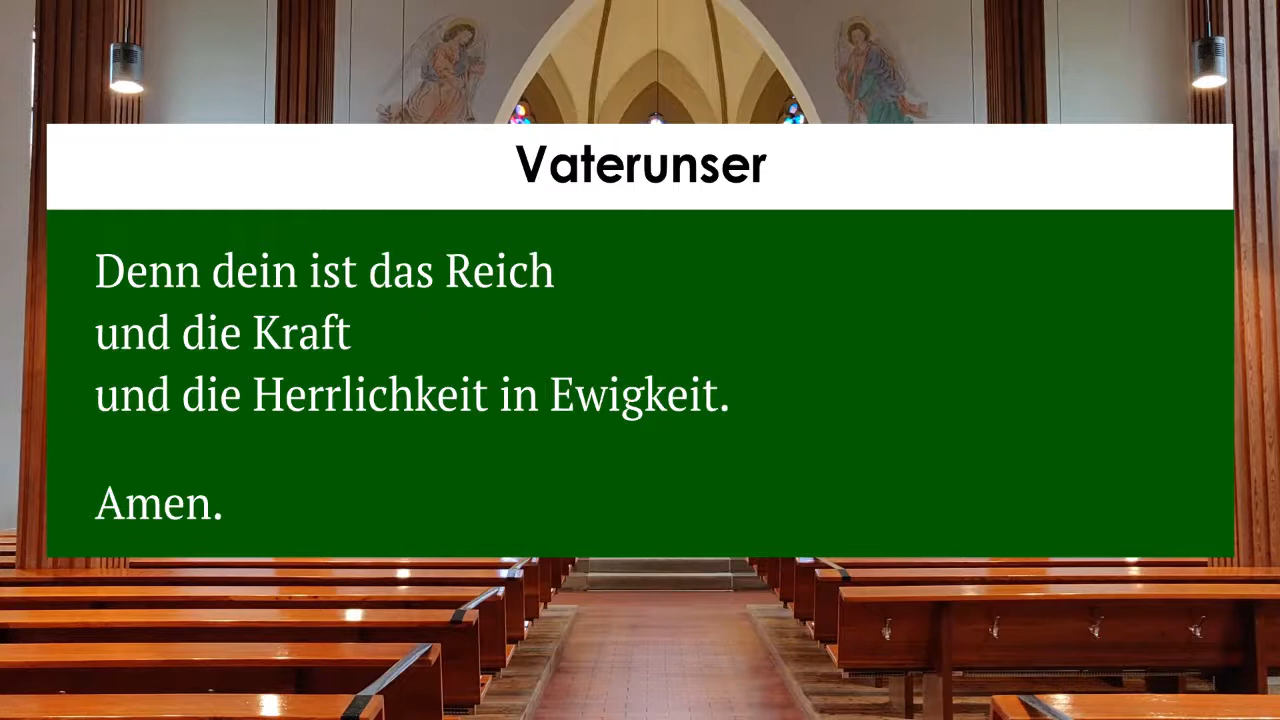 Vaterunser
Denn dein ist das Reich
und die Kraft
und die Herrlichkeit in Ewigkeit.
Amen.